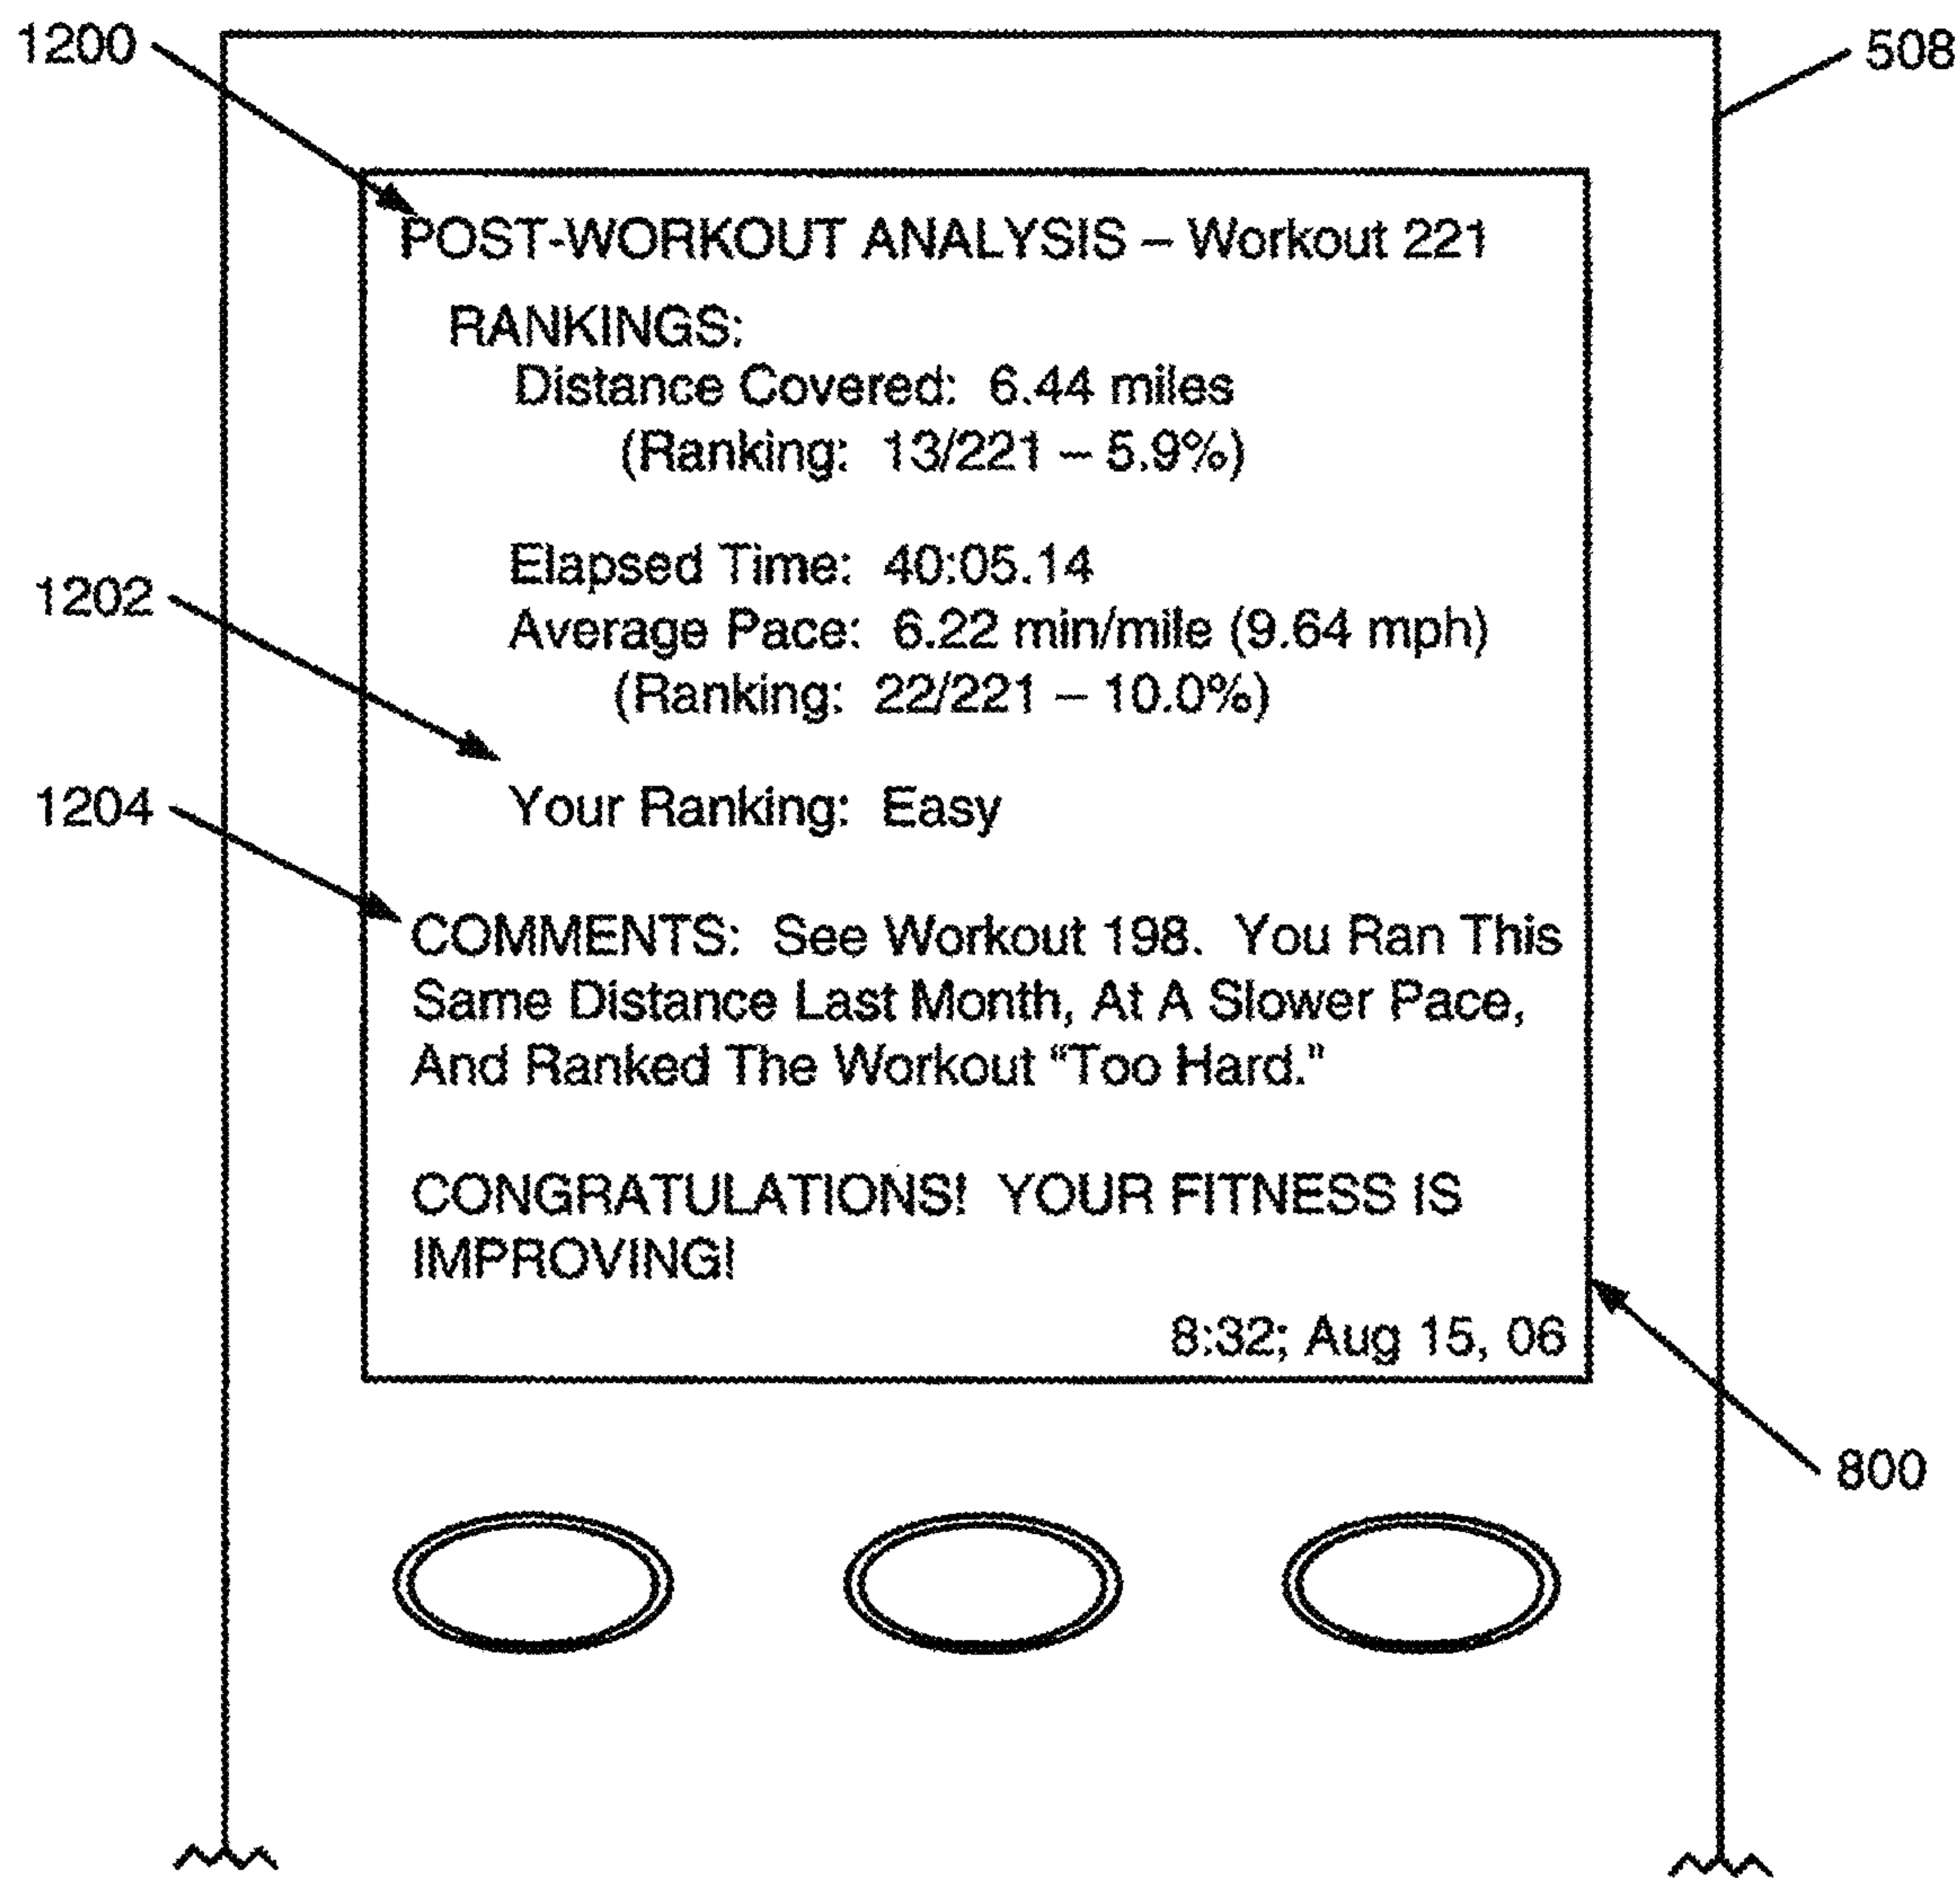 1200
508
POST-WORKOUT ANALYSIS – Workout 221
RANKINGS:
Distance Covered: 6.44 miles
(Ranking: 13/221 – 5.9%)
Elapsed Time: 40:05.14
1202
Average Pace: 6.22 min/mile (9.64 mph)
(Ranking: 22/221 – 10.0%)
1204
Your Ranking: Easy
COMMENTS: See Workout 198. You Ran This
Same Distance Last Month, At A Slower Pace,
And Ranked The Workout "Too Hard."
CONGRATULATIONS! YOUR FITNESS IS
IMPROVING!
8:32; Aug 15, 06
800